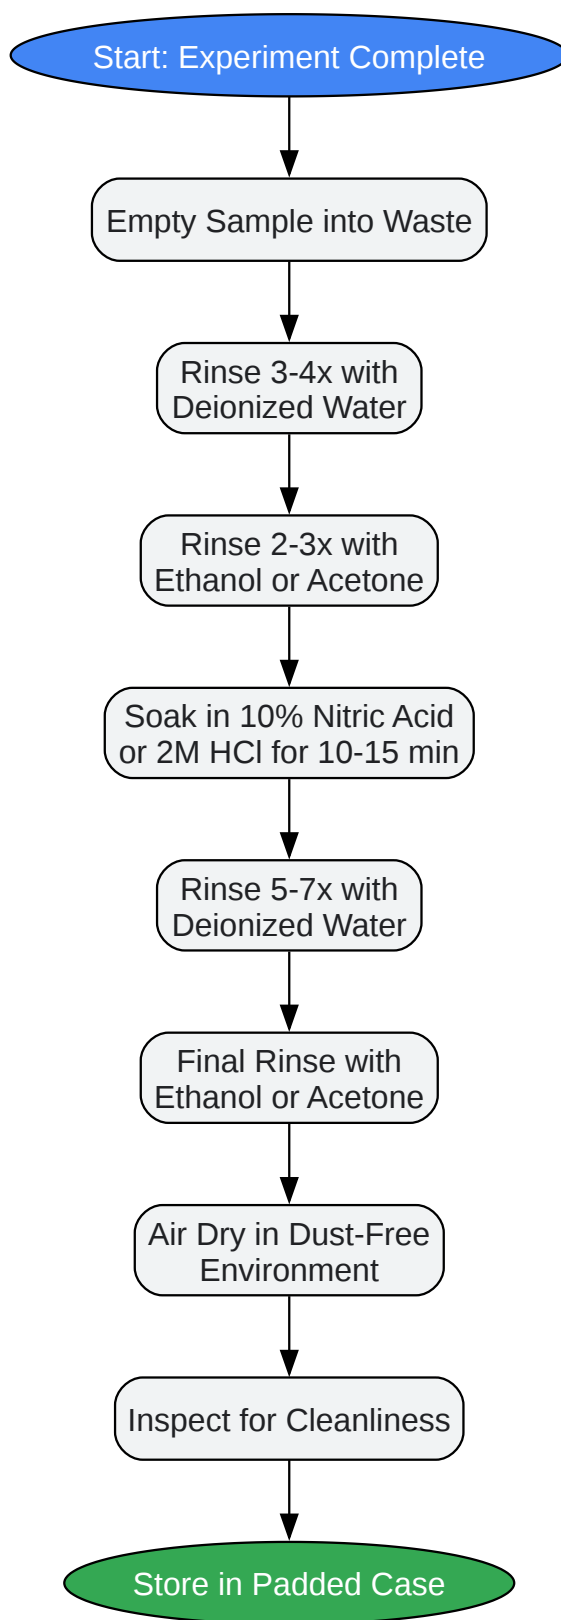 Start: Experiment Complete
Empty Sample into Waste
Rinse 3-4x with
Deionized Water
Rinse 2-3x with
Ethanol or Acetone
Soak in 10% Nitric Acid
or 2M HCl for 10-15 min
Rinse 5-7x with
Deionized Water
Final Rinse with
Ethanol or Acetone
Air Dry in Dust-Free
Environment
Inspect for Cleanliness
Store in Padded Case